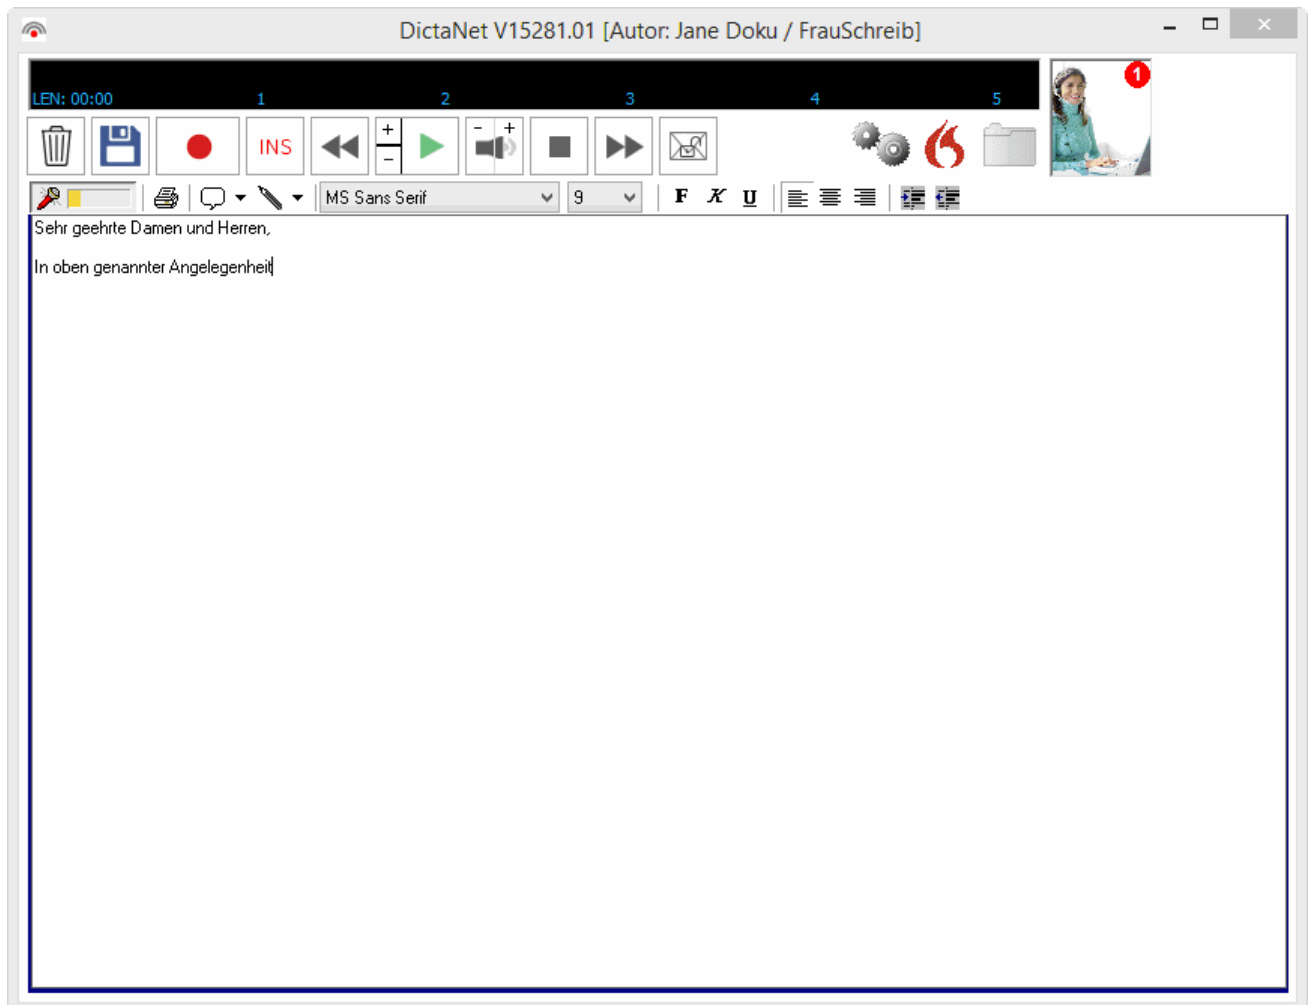 DictaNet V15281.01 [Autor: Jane Doku / FrauSchreib]
LEN: 00:00 1 2 3 4 5
1
INS + - - +
MS Sans Serif 9 F K U
Sehr geehrte Damen und Herren,
In oben genannter Angelegenheit